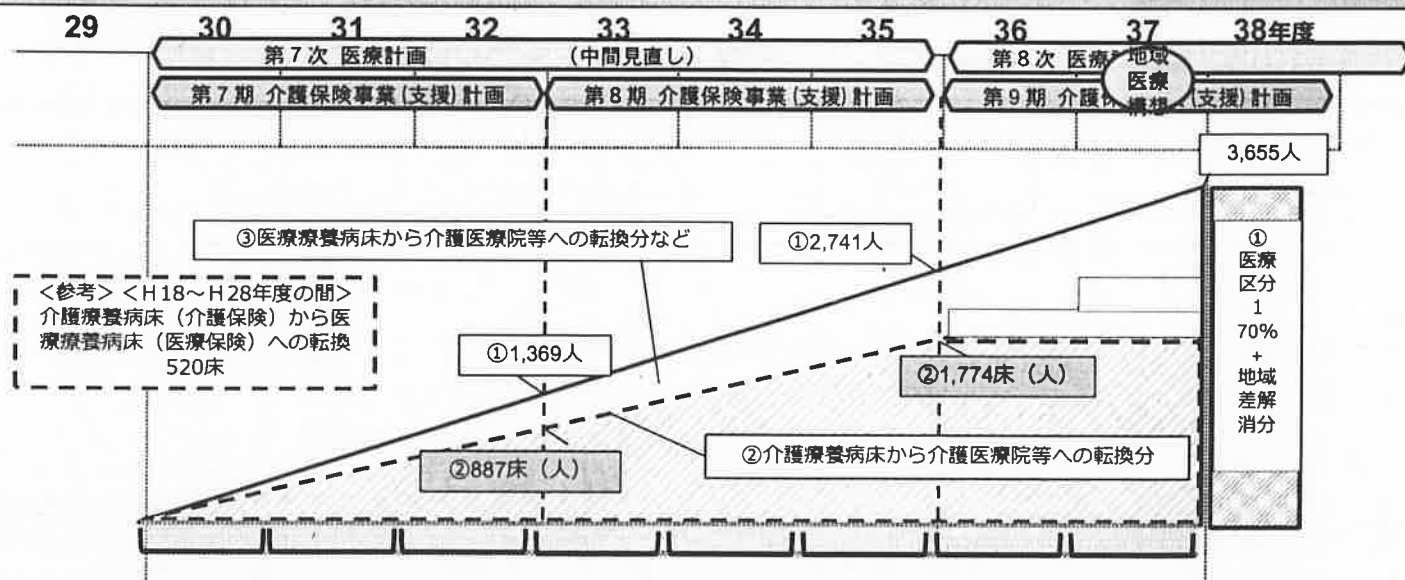 29 30 31 32 33 34 35 36 37 38年度
第7次 医療計画 (中間見直し)
第8次 医療
地域
医療
構想
第7期 介護保険事業(支援)計画
第8期 介護保険事業(支援)計画
第9期 介護保
(支援)計画
3,655人
③医療療養病床から介護医療院等への転換分など
①2,741人
＜参考＞＜H18～H28年度の間＞
介護療養病床（介護保険）から医
療療養病床（医療保険）への転換
520床
①1,369人
②1,774床（人）
②887床（人）
②介護療養病床から介護医療院等への転換分
①
医療
区分
1
70%
+
地域
差解
消分